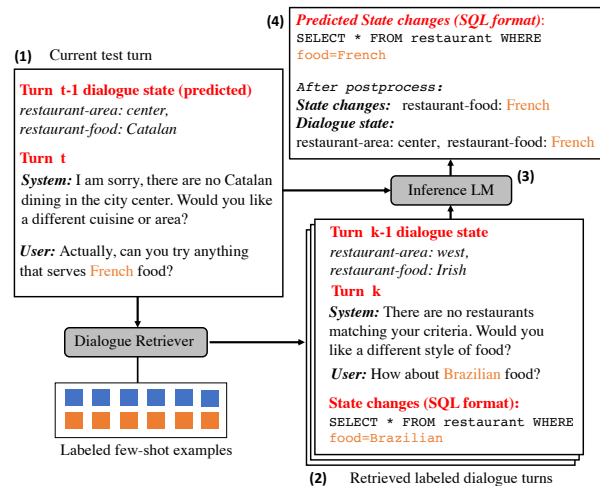 (1) Current test turn
Turn t-1 dialogue state (predicted)
restaurant-area: center,
restaurant-food: Catalan
Turn t
System: I am sorry, there are no Catalan
dining in the city center. Would you like
a different cuisine or area?
User: Actually, can you try anything
that serves French food?
Dialogue Retriever
Labeled few-shot examples
(4)
Predicted State changes (SQL format):
SELECT * FROM restaurant WHERE
food=French
After postprocess:
State changes: restaurant-food: French
Dialogue state:
restaurant-area: center, restaurant-food: French
Inference LM
(3)
Turn k-1 dialogue state
restaurant-area: west,
restaurant-food: Irish
Turn k
System: There are no restaurants
matching your criteria. Would you
like a different style of food?
User: How about Brazilian food?
State changes (SQL format):
SELECT * FROM restaurant WHERE
food=Brazilian
(2) Retrieved labeled dialogue turns